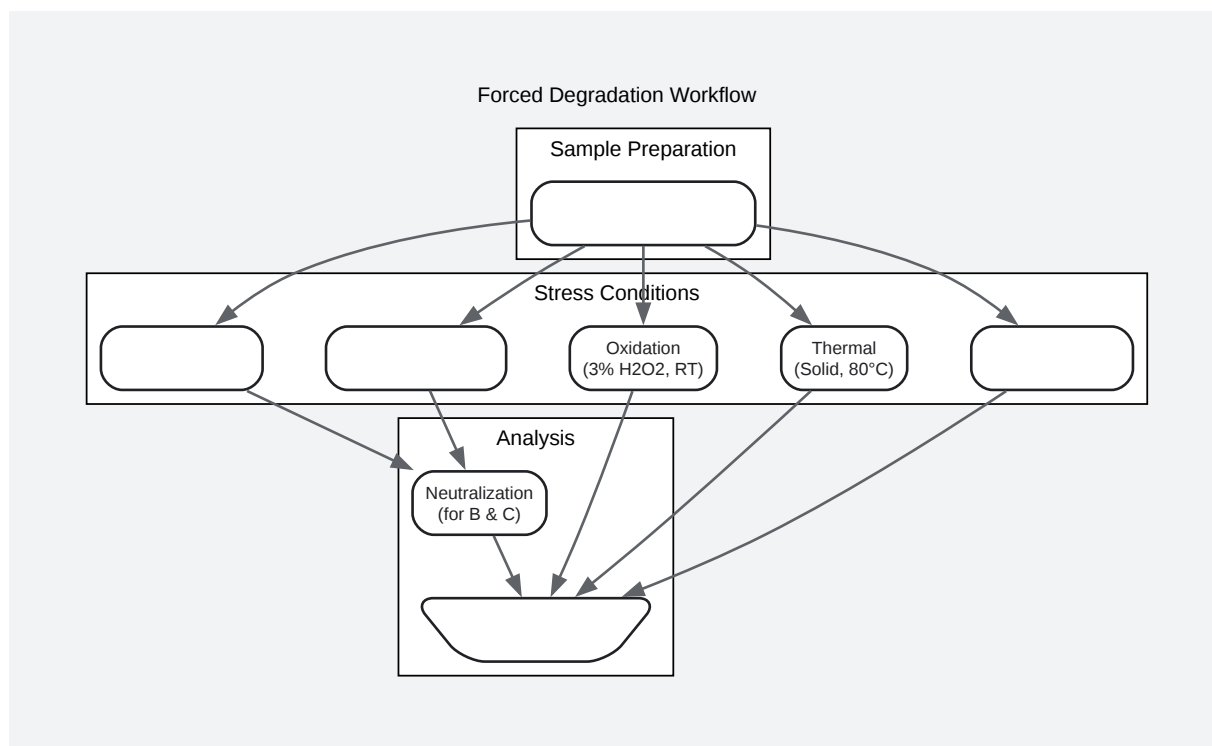 Forced Degradation Workflow
Sample Preparation
Stress Conditions
Oxidation
(3% H2O2, RT)
Thermal
(Solid, 80°C)
Analysis
Neutralization
(for B & C)